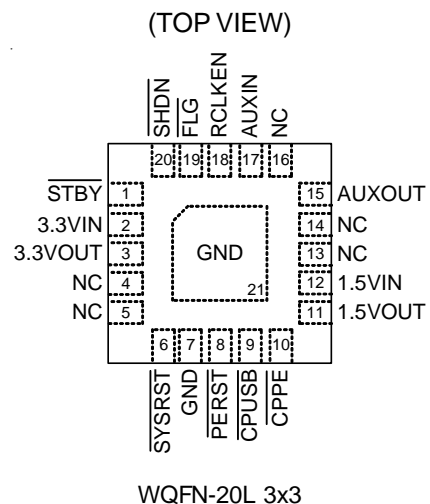 (TOP VIEW)
SHDN
FLG
RCLKEN
AUXIN
NC
20 19 18 17 16
STBY 1 15 AUXOUT
3.3VIN 2 14 NC
3.3VOUT 3 GND 13 NC
NC 4 12 1.5VIN
NC 5 21 11 1.5VOUT
6 7 8 9 10
SYSRST
GND
PERST
CPUSB
CPPE
WQFN-20L 3x3